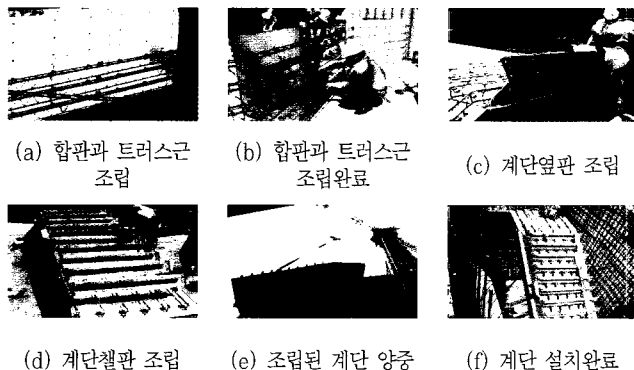 (a) 합판과 트러스근
조립
(b) 합판과 트러스근
조립완료
(c) 계단옆판 조립
(d) 계단챌판 조립
(e) 조립된 계단 양중
(f) 계단 설치완료